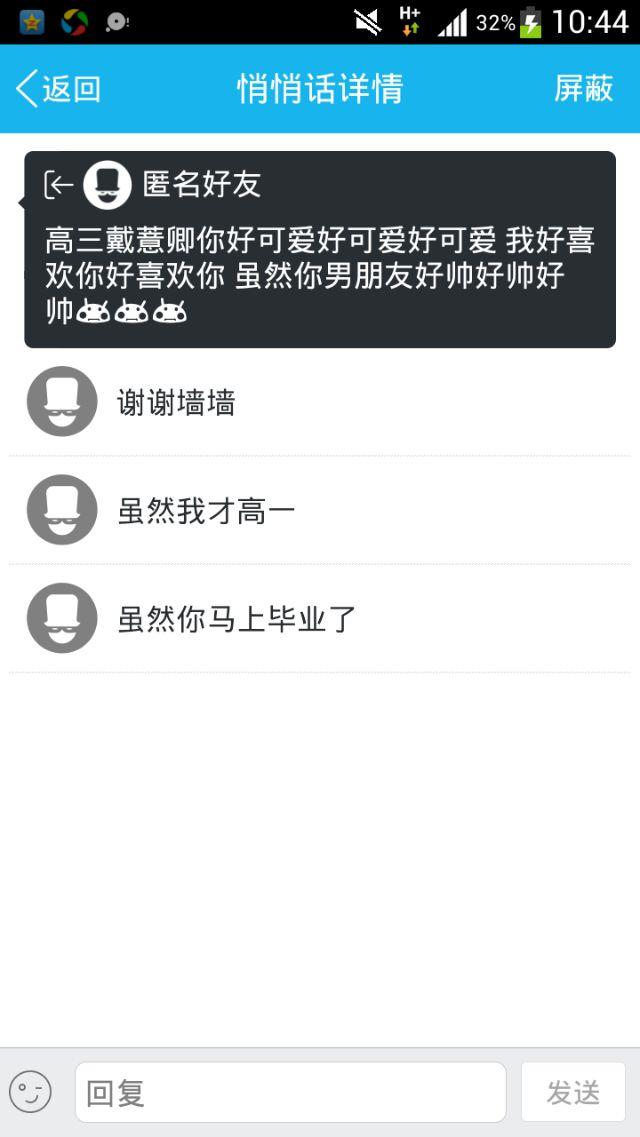 H+
32%
10:44
返回
悄悄话详情
屏蔽
匿名好友
高三戴薏卿你好可爱好可爱好可爱 我好喜
欢你好喜欢你 虽然你男朋友好帅好帅好
帅
谢谢墙墙
虽然我才高一
虽然你马上毕业了
回复
发送